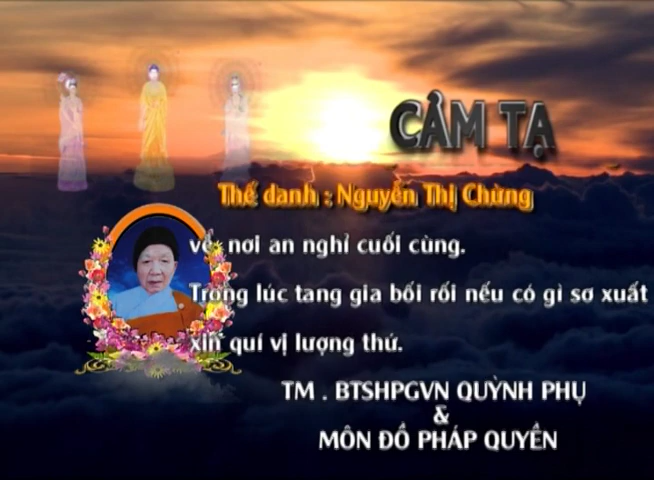 CẢM TẠ
Thế danh : Nguyễn Thị Chừng
về nơi an nghỉ cuối cùng.
Trong lúc tang gia bối rối nếu có gì sơ xuất
xin quí vị lượng thứ.
TM . BTSHPGVN QUỲNH PHỤ
&
MÔN ĐỒ PHÁP QUYẾN